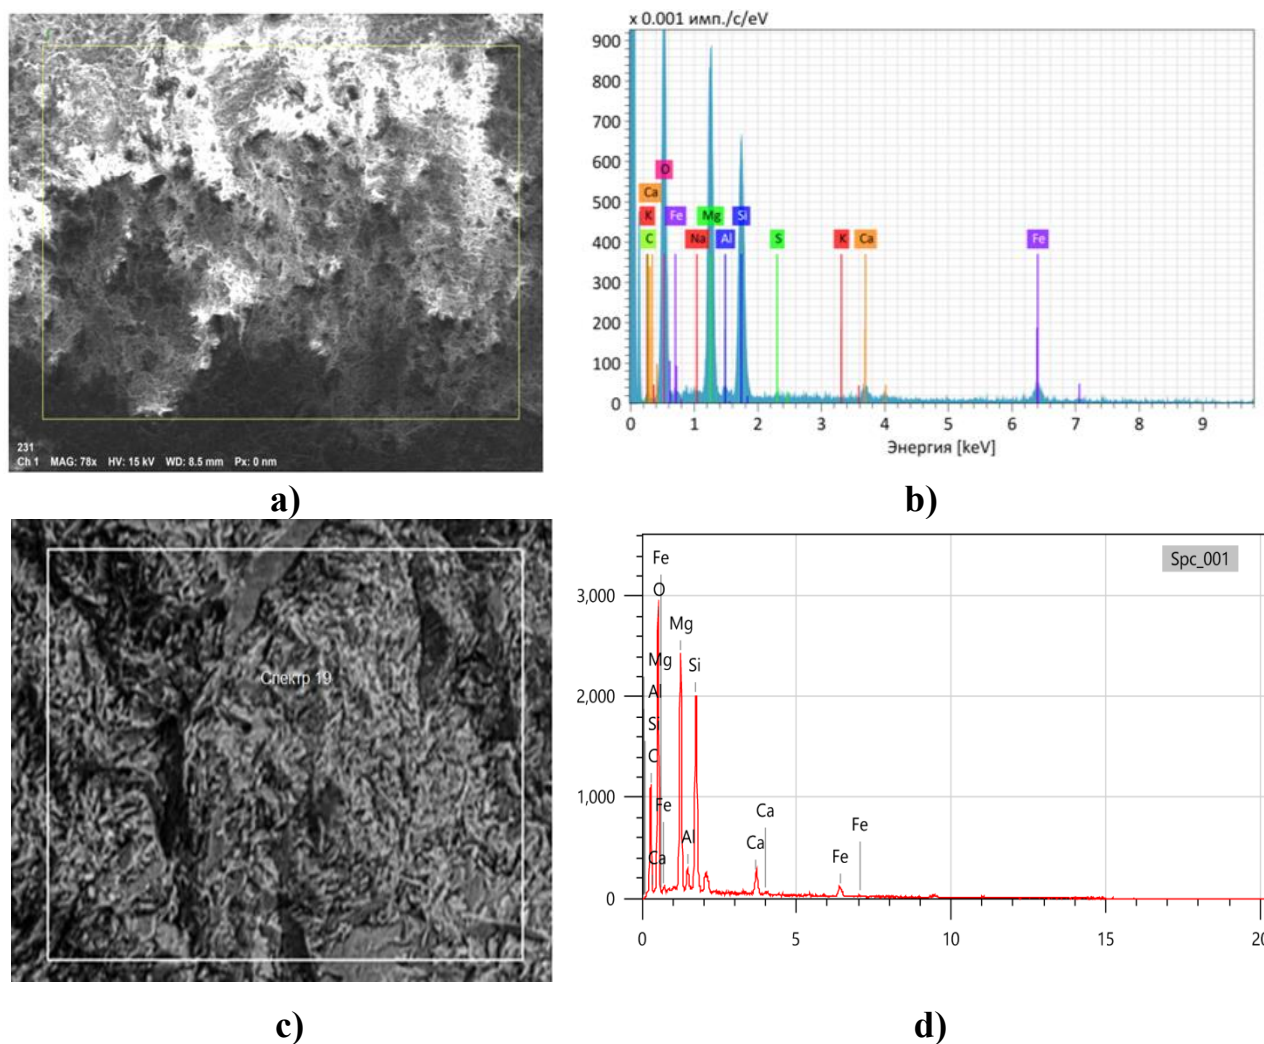 231
Ch 1 MAG: 78x HV: 15 kV WD: 8.5 mm Px: 0 nm
a)
x 0.001 имп./с/eV
900
800
700
600
500
400
300
200
100
0
O
Ca
K
Fe
Mg
Si
C
Na
Al
S
K
Ca
Fe
0 1 2 3 4 5 6 7 8 9
Энергия [keV]
b)
Спектр 19
c)
Spc_001
3,000
2,000
1,000
0
Fe
O
Mg
Mg
Si
Al
Si
C
Fe
Ca
Al
Ca
Ca
Fe
Fe
0 5 10 15 20
d)